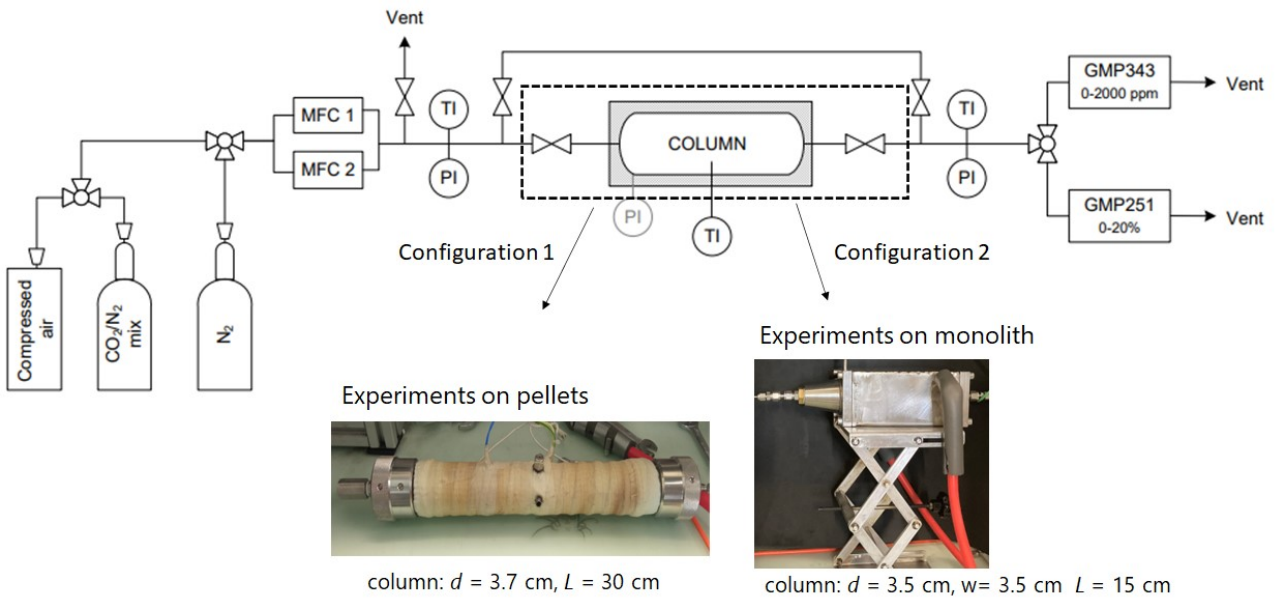 Vent
MFC 1
MFC 2
TI
PI
COLUMN
PI
TI
TI
PI
GMP343
0-2000 ppm
Vent
GMP251
0-20%
Vent
Compressed
air
CO₂/N₂
mix
N₂
Configuration 1
Configuration 2
Experiments on pellets
Experiments on monolith
column: d = 3.7 cm, L = 30 cm
column: d = 3.5 cm, w= 3.5 cm L = 15 cm